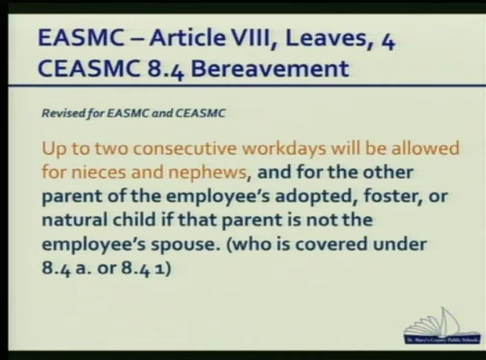 EASMC – Article VIII, Leaves, 4
CEASMC 8.4 Bereavement
Revised for EASMC and CEASMC
Up to two consecutive workdays will be allowed
for nieces and nephews, and for the other
parent of the employee's adopted, foster, or
natural child if that parent is not the
employee's spouse. (who is covered under
8.4 a. or 8.4 1)
St. Mary's County Public Schools